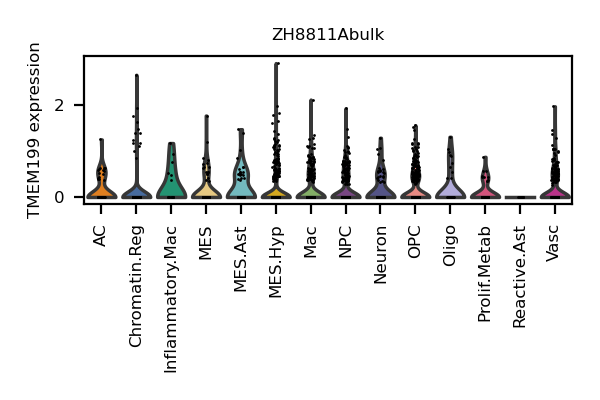 ZH8811Abulk
TMEM199 expression
2
0
AC
Chromatin.Reg
Inflammatory.Mac
MES
MES.Ast
MES.Hyp
Mac
NPC
Neuron
OPC
Oligo
Prolif.Metab
Reactive.Ast
Vasc